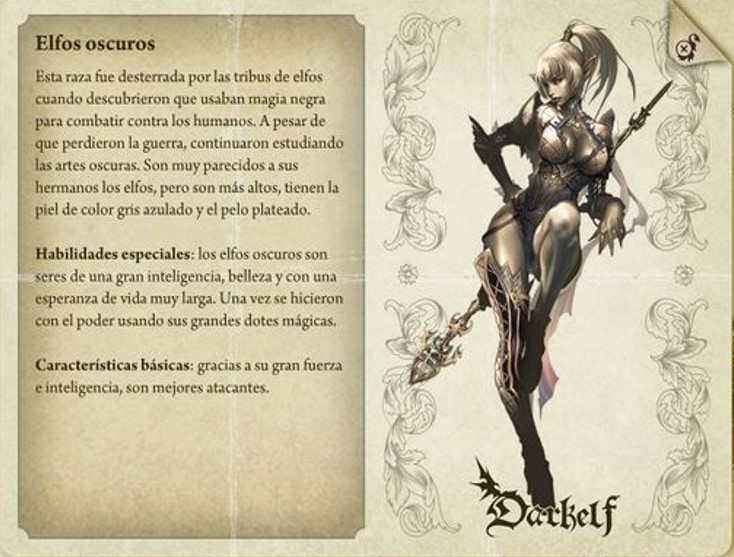 Elfos oscuros
Esta raza fue desterrada por las tribus de elfos
cuando descubrieron que usaban magia negra
para combatir contra los humanos. A pesar de
que perdieron la guerra, continuaron estudiando
las artes oscuras. Son muy parecidos a sus
hermanos los elfos, pero son más altos, tienen la
piel de color gris azulado y el pelo plateado.
Habilidades especiales: los elfos oscuros son
seres de una gran inteligencia, belleza y con una
esperanza de vida muy larga. Una vez se hicieron
con el poder usando sus grandes dotes mágicas.
Características básicas: gracias a su gran fuerza
e inteligencia, son mejores atacantes.
Darkelf